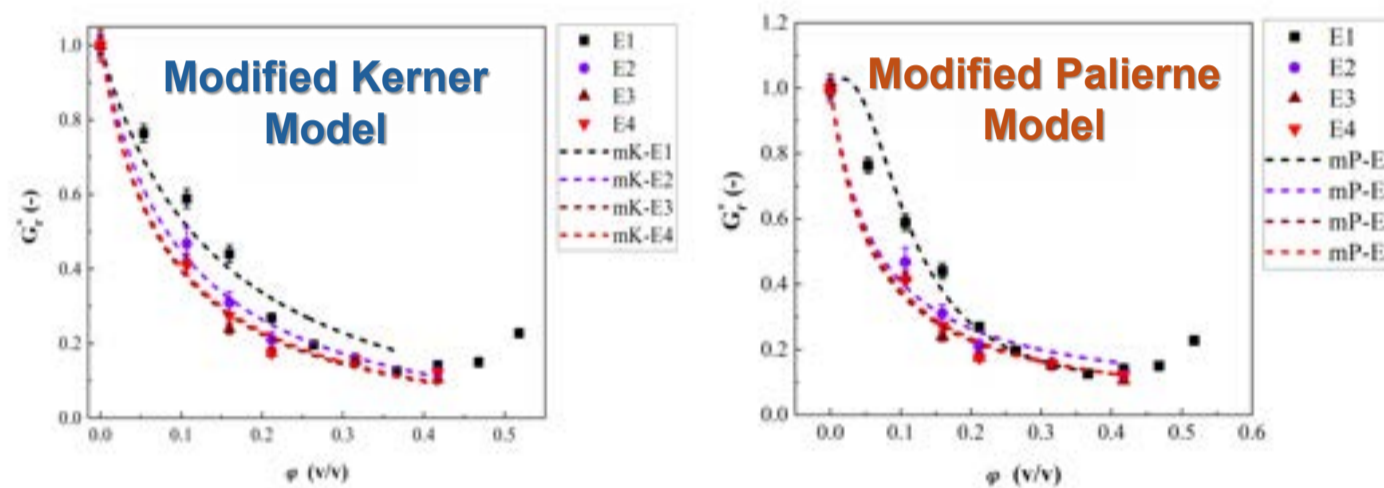 Modified Kerner
Model
G*r (-)
1.0
0.8
0.6
0.4
0.2
0.0
0.0 0.1 0.2 0.3 0.4 0.5
φ (v/v)
E1
E2
E3
E4
mK-E1
mK-E2
mK-E3
mK-E4
Modified Palierne
Model
G*r (-)
1.2
1.0
0.8
0.6
0.4
0.2
0.0
0.0 0.1 0.2 0.3 0.4 0.5 0.6
φ (v/v)
E1
E2
E3
E4
mP-E
mP-E
mP-E
mP-E